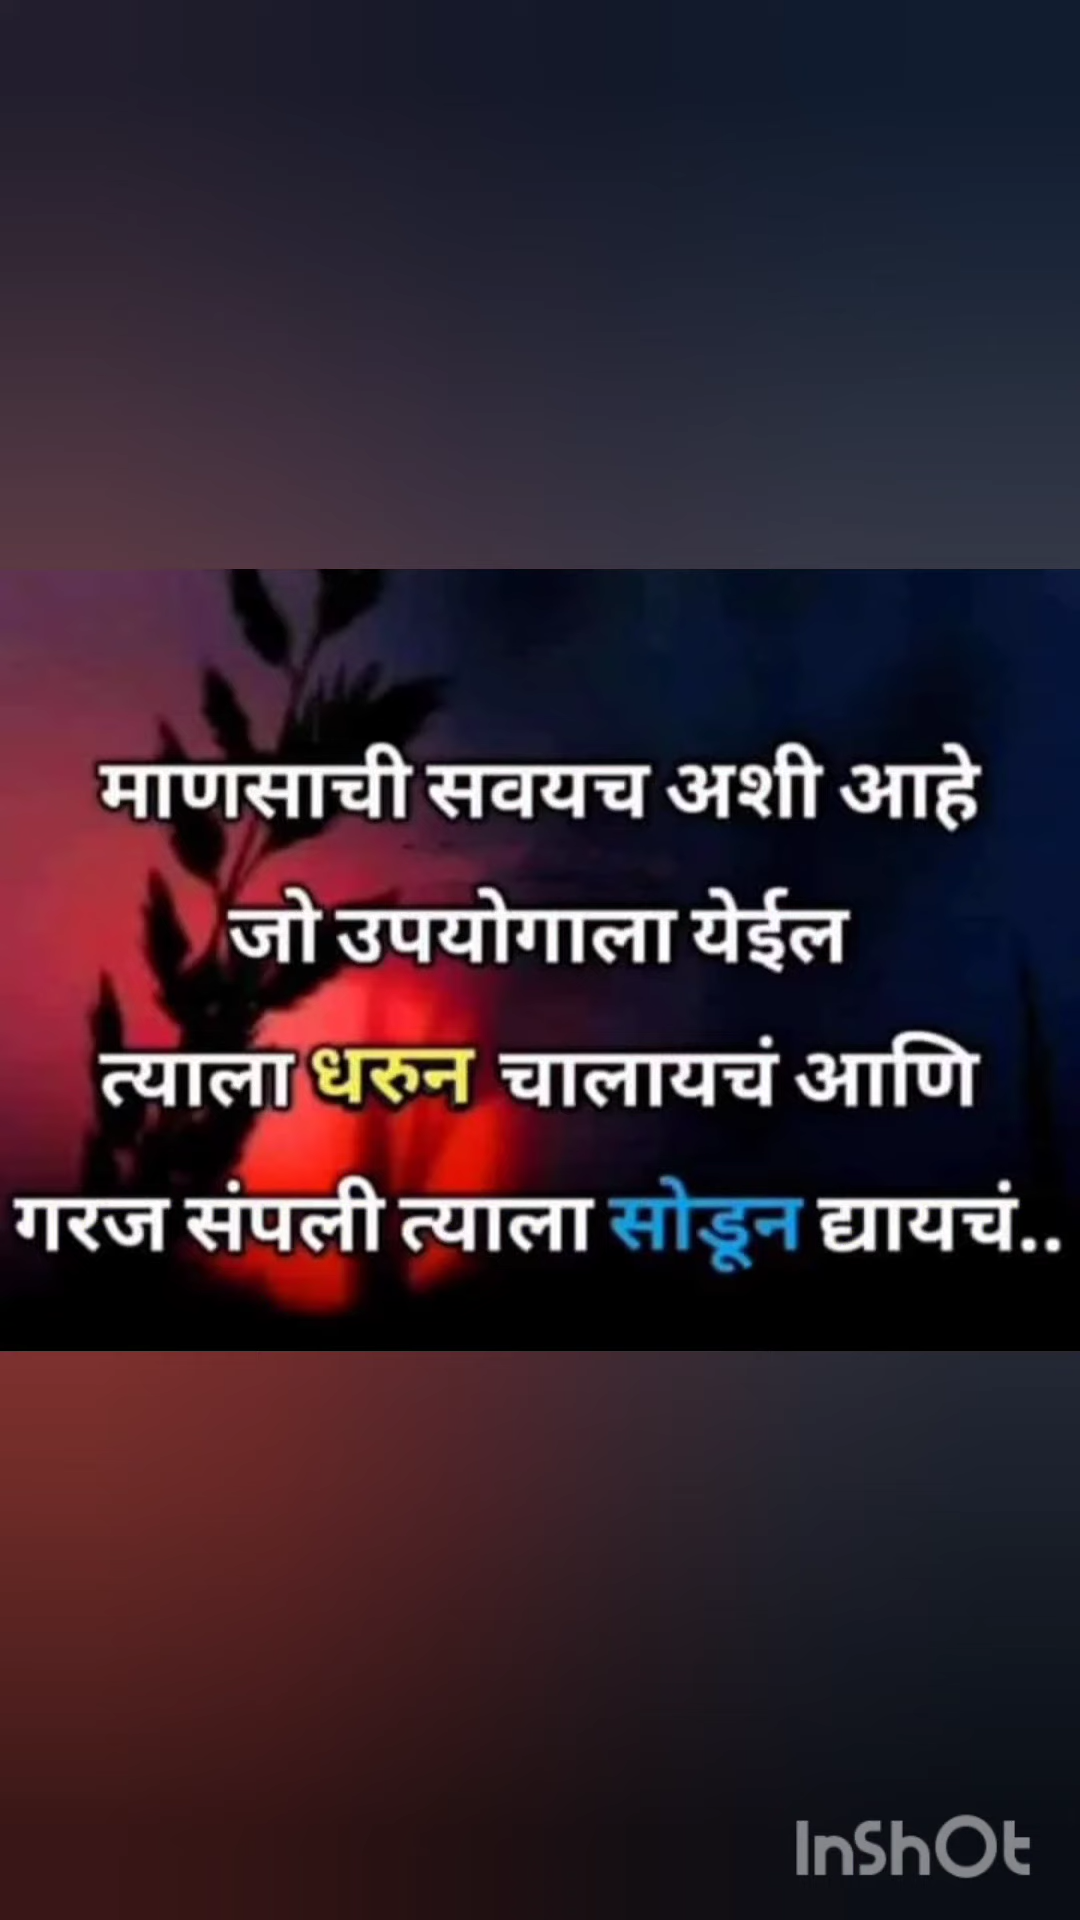 माणसाची सवयच अशी आहे
जो उपयोगाला येईल
त्याला धरुन चालायचं आणि
गरज संपली त्याला सोडून द्यायचं..
InShOt